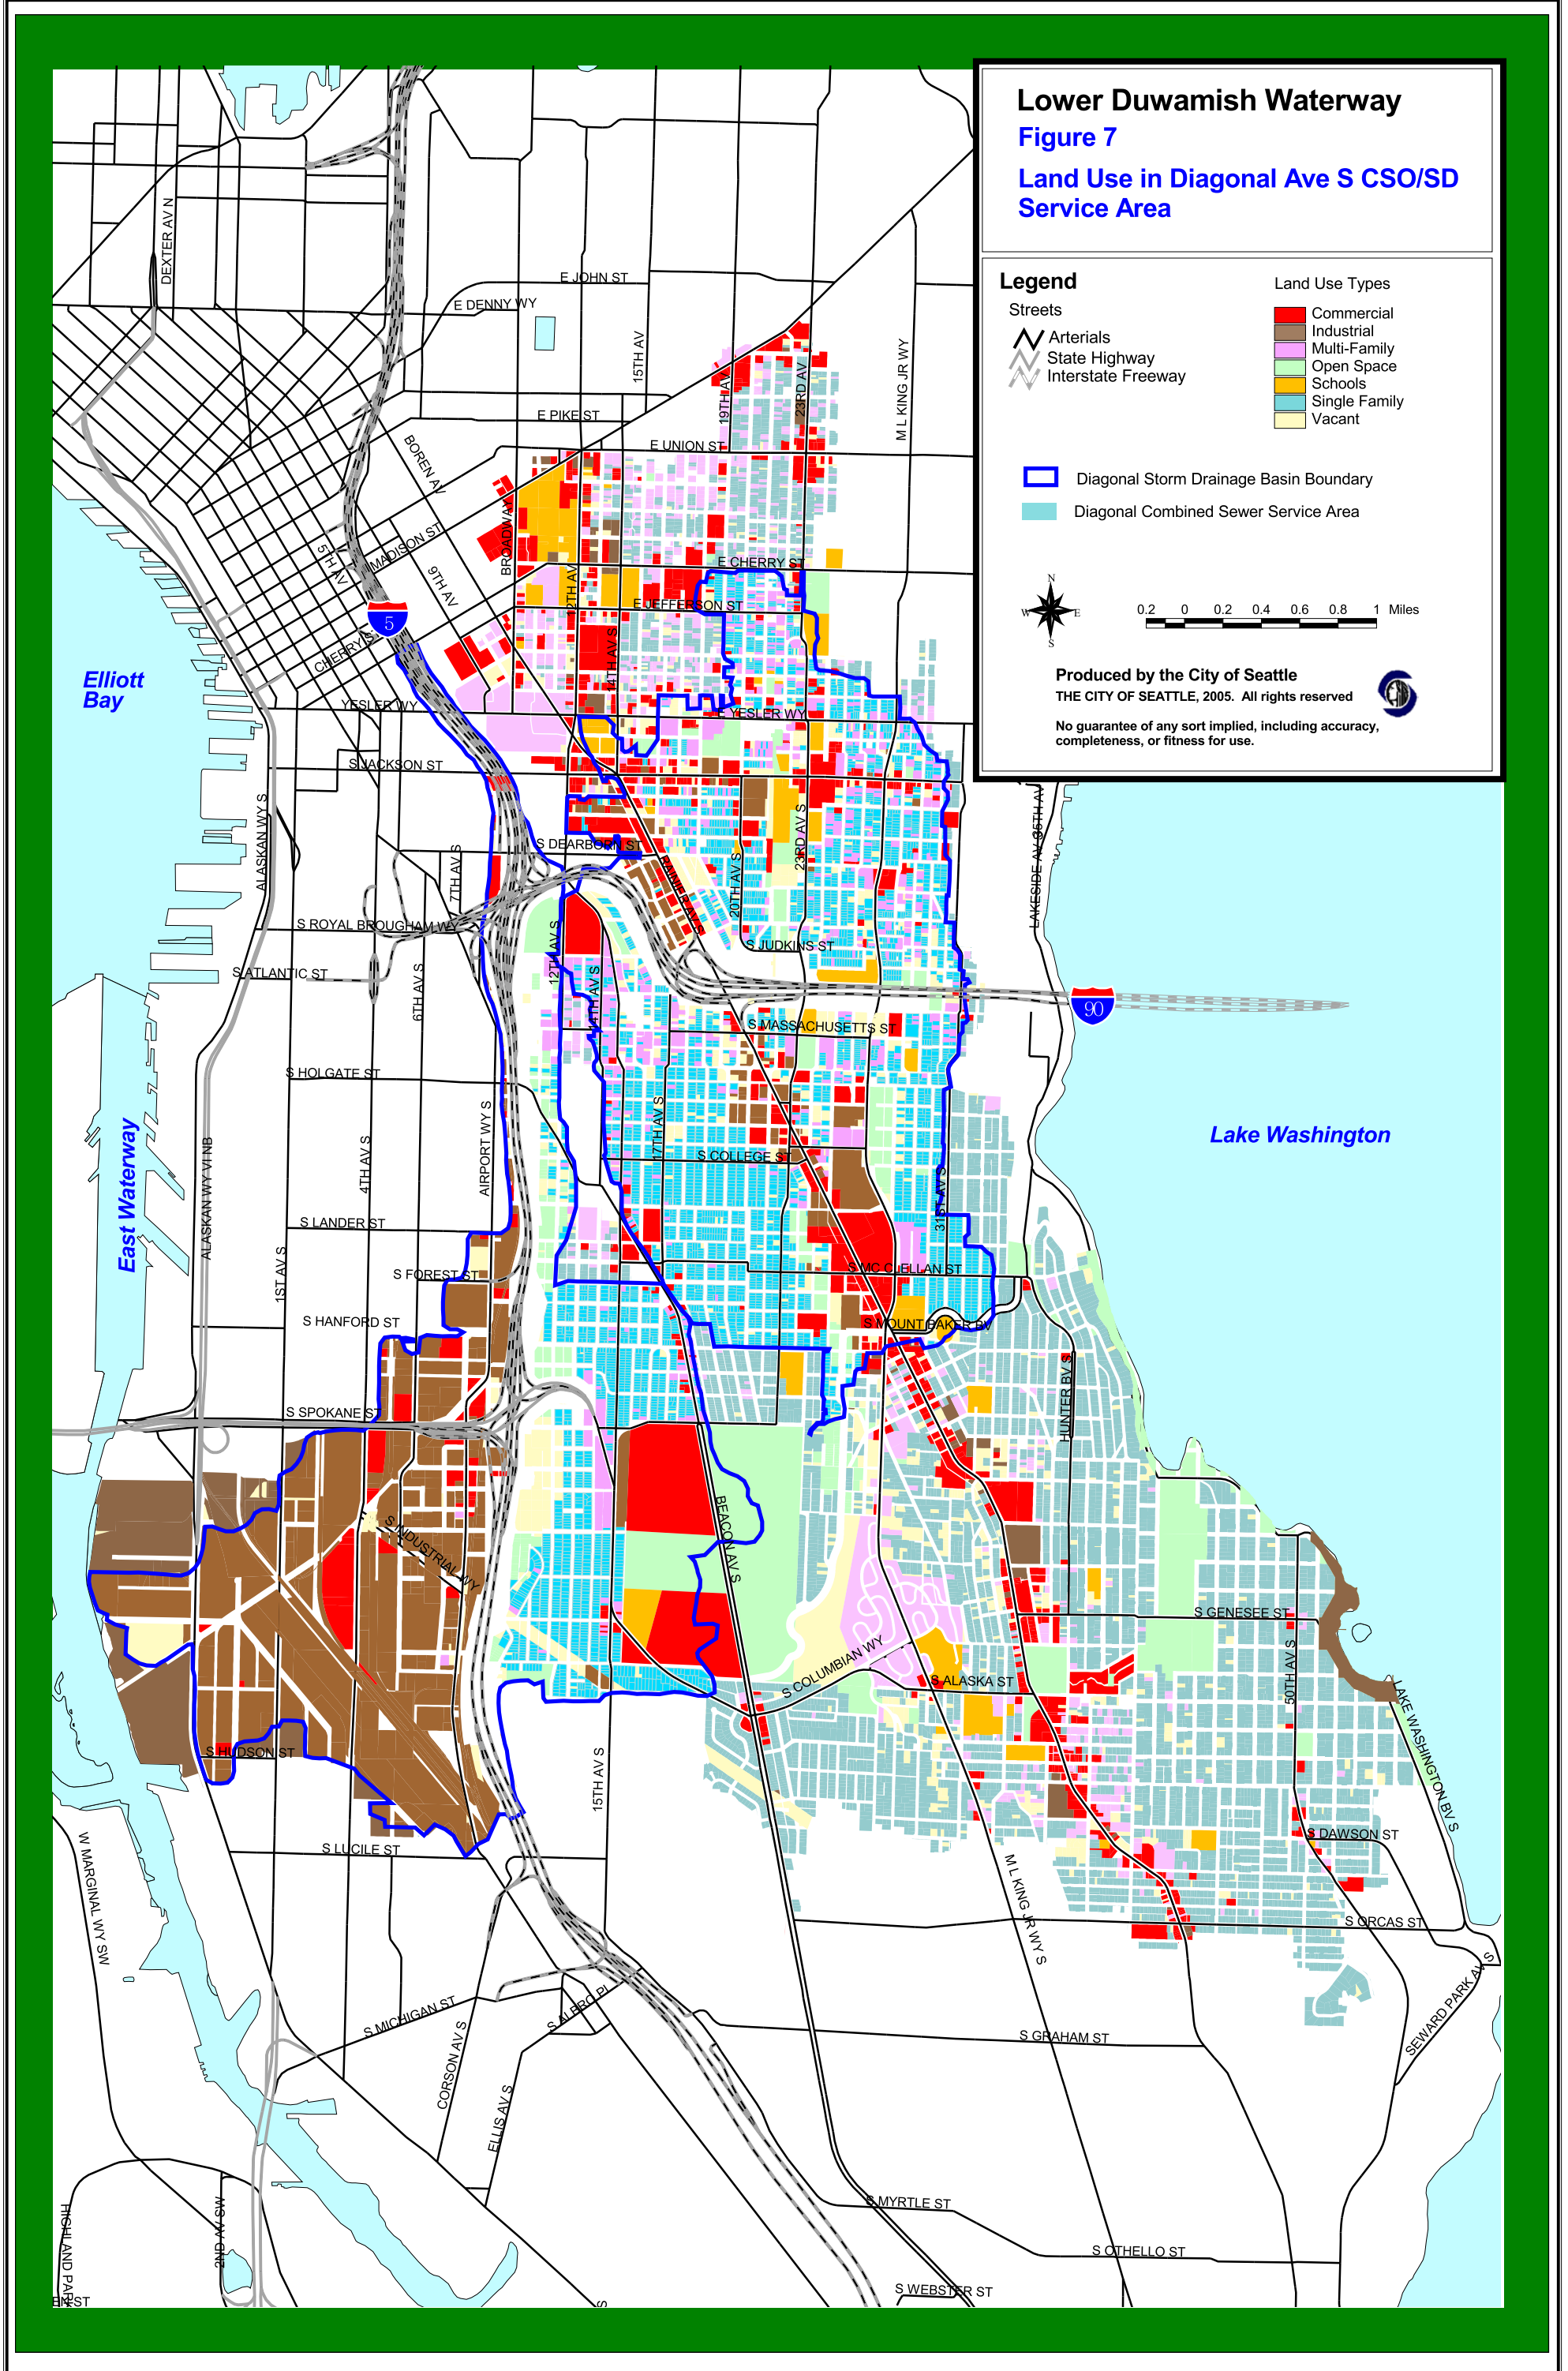 Lower Duwamish Waterway
Figure 7
Land Use in Diagonal Ave S CSO/SD
Service Area
Legend
Streets
Arterials
State Highway
Interstate Freeway
Land Use Types
Commercial
Industrial
Multi-Family
Open Space
Schools
Single Family
Vacant
Diagonal Storm Drainage Basin Boundary
Diagonal Combined Sewer Service Area
N
W
E
S
0.2 0 0.2 0.4 0.6 0.8 1 Miles
Produced by the City of Seattle
THE CITY OF SEATTLE, 2005. All rights reserved
No guarantee of any sort implied, including accuracy,
completeness, or fitness for use.
DEXTER AV N
E JOHN ST
E DENNY WY
15TH AV
19TH AV
23RD AV
M L KING JR WY
E PIKE ST
E UNION ST
BOREN AV
MADISON ST
BROADWAY
5TH AV
9TH AV
12TH AV
E CHERRY ST
E JEFFERSON ST
5
CHERRY ST
14TH AV S
Elliott
Bay
YESLER WY
E YESLER WY
S JACKSON ST
ALASKAN WY S
7TH AV S
S DEARBORN ST
RAINIER AV S
20TH AV S
23RD AV S
LAKESIDE AV S
35TH AV
S ROYAL BROUGHAM WY
12TH AV S
S JUDKINS ST
S ATLANTIC ST
6TH AV S
14TH AV S
90
S MASSACHUSETTS ST
S HOLGATE ST
East Waterway
ALASKAN WY VI NB
4TH AV S
AIRPORT WY S
17TH AV S
S COLLEGE ST
Lake Washington
31ST AV S
S LANDER ST
1ST AV S
S FOREST ST
S MC CLELLAN ST
S HANFORD ST
S MOUNT BAKER BV
HUNTER BV S
S SPOKANE ST
BEACON AV S
S INDUSTRIAL WY
S GENESEE ST
S COLUMBIAN WY
S ALASKA ST
50TH AV S
LAKE WASHINGTON BV S
S HUDSON ST
15TH AV S
S DAWSON ST
W MARGINAL WY SW
S LUCILE ST
M L KING JR WY S
S ORCAS ST
SEWARD PARK AV S
S MICHIGAN ST
S ALBRO PL
CORSON AV S
S GRAHAM ST
ELLIS AV S
S MYRTLE ST
2ND AV SW
HIGHLAND PARK
S OTHELLO ST
S WEBSTER ST
EN ST
S